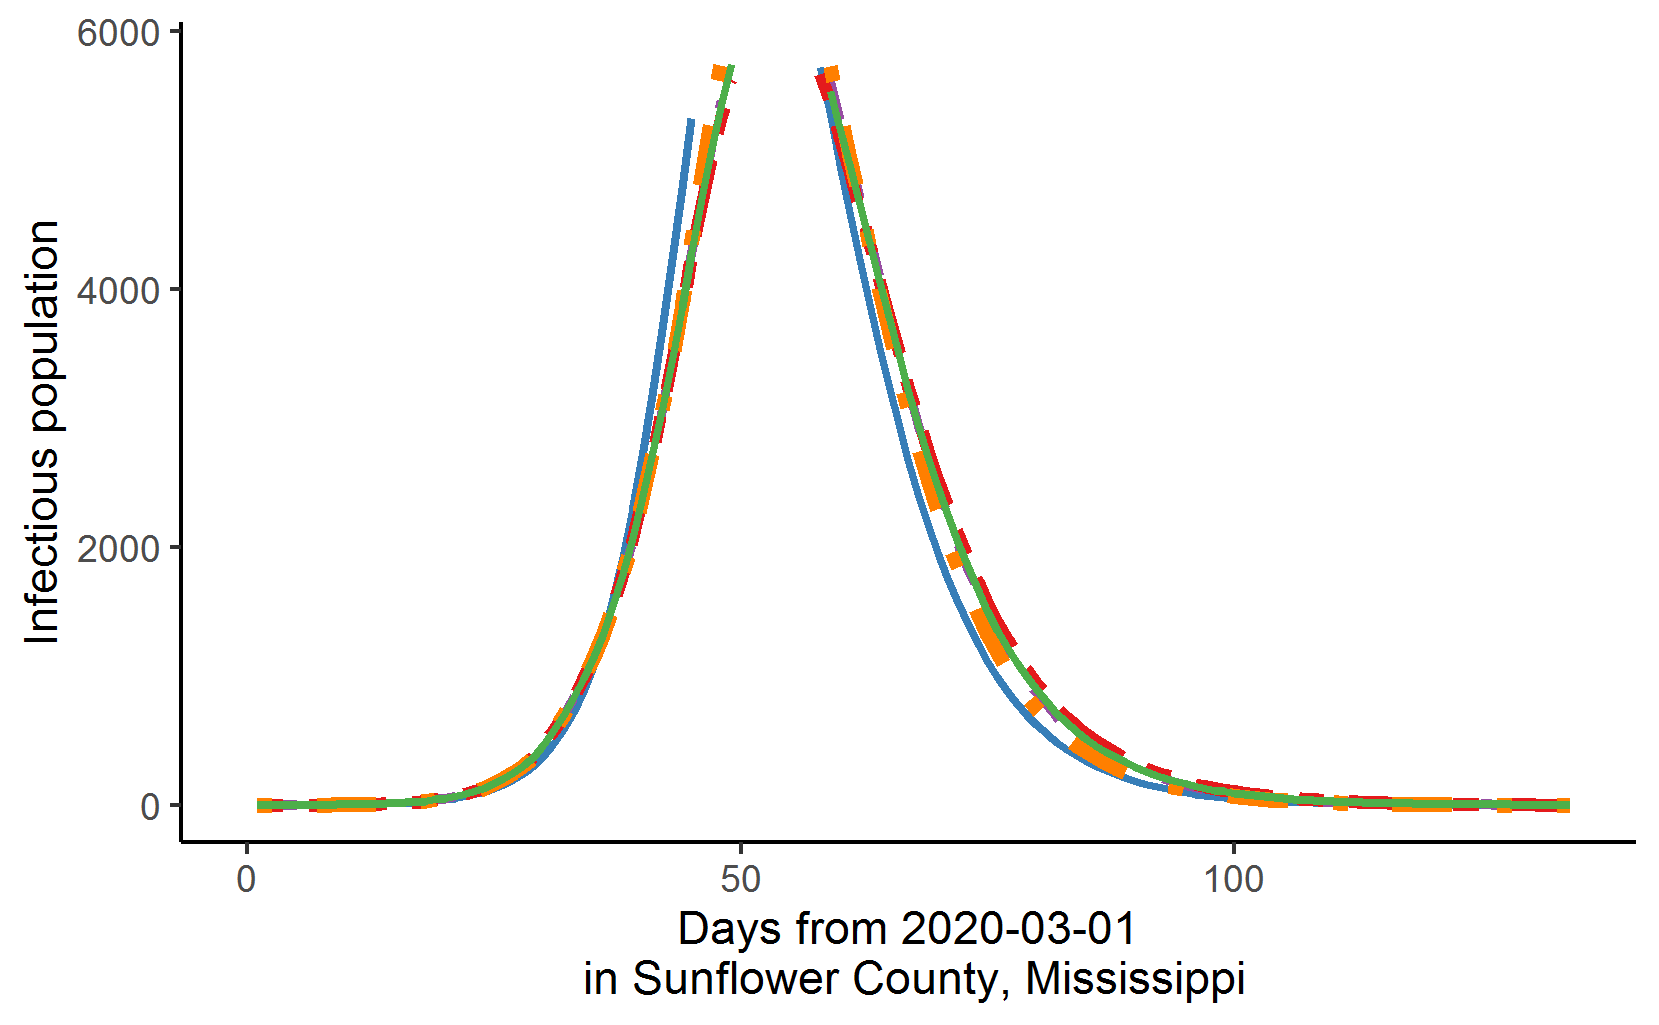 6000
4000
2000
0
Infectious population
0 50 100
Days from 2020-03-01
in Sunflower County, Mississippi